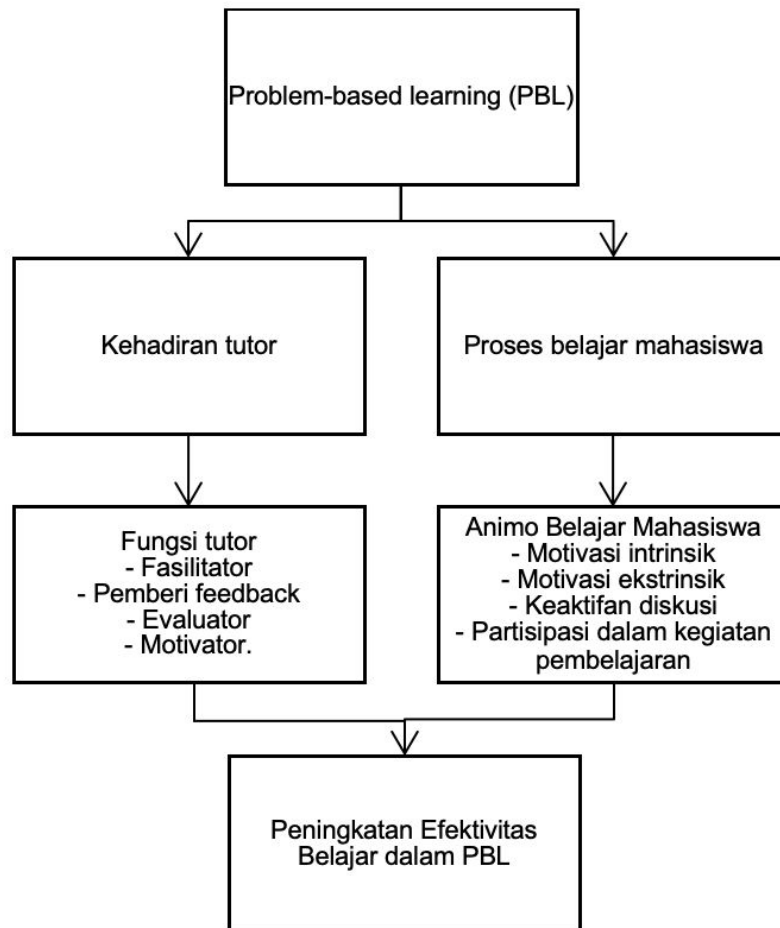 Problem-based learning (PBL)
Kehadiran tutor
Proses belajar mahasiswa
Fungsi tutor
- Fasilitator
- Pemberi feedback
- Evaluator
- Motivator.
Animo Belajar Mahasiswa
- Motivasi intrinsik
- Motivasi ekstrinsik
- Keaktifan diskusi
- Partisipasi dalam kegiatan
pembelajaran
Peningkatan Efektivitas
Belajar dalam PBL